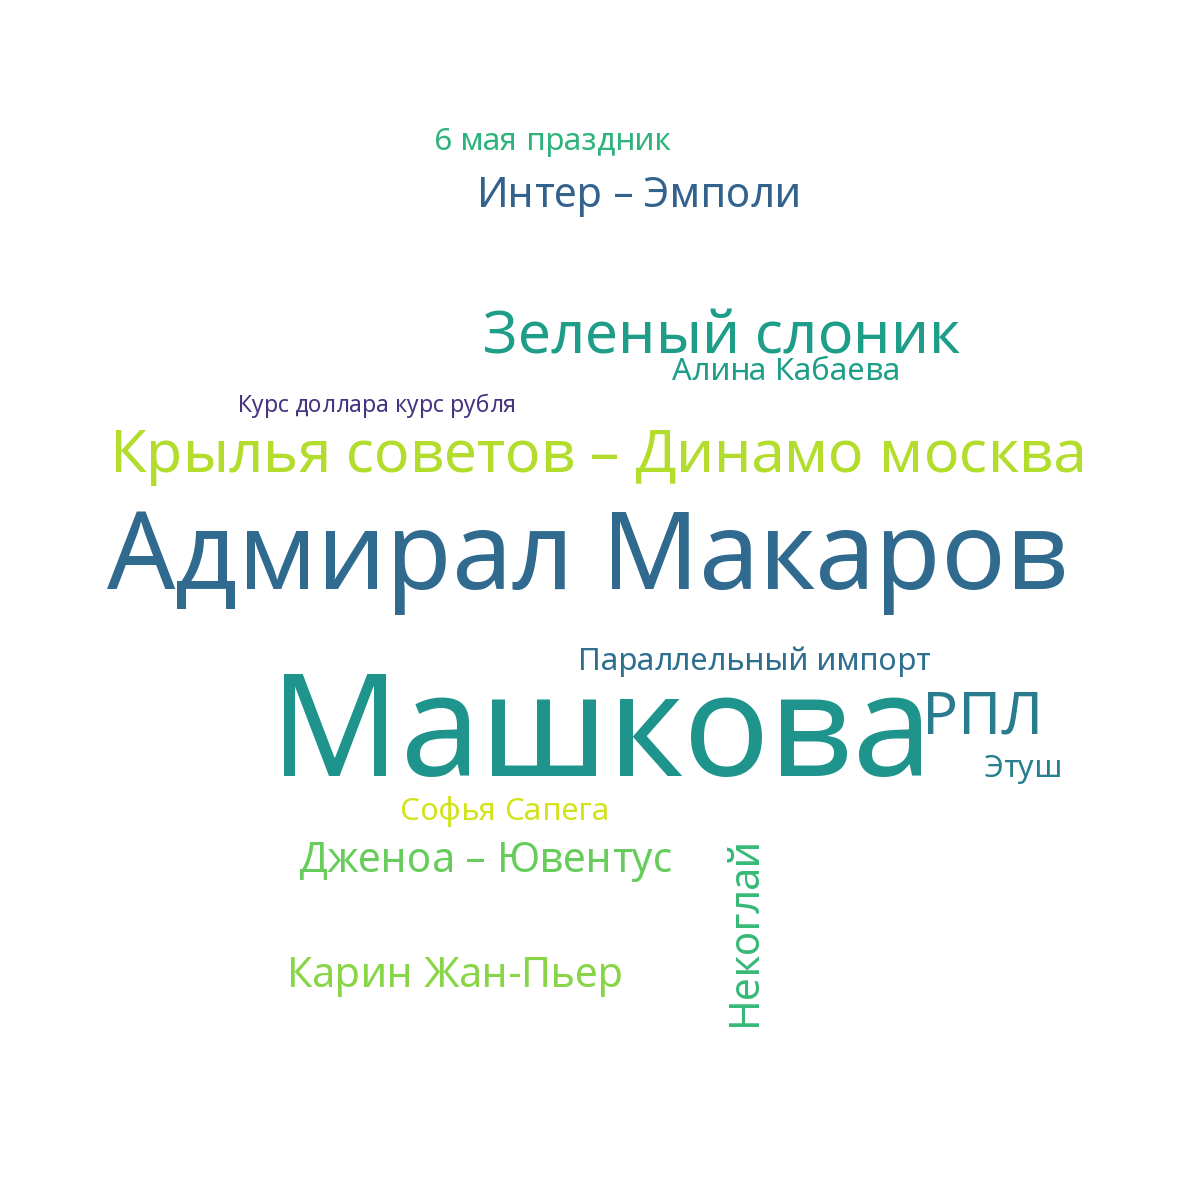 6 мая праздник
Интер – Эмполи
Зеленый слоник
Алина Кабаева
Курс доллара курс рубля
Крылья советов – Динамо москва
Адмирал Макаров
Параллельный импорт
Машкова
РПЛ
Этуш
Софья Сапега
Дженоа – Ювентус
Некоглай
Карин Жан-Пьер